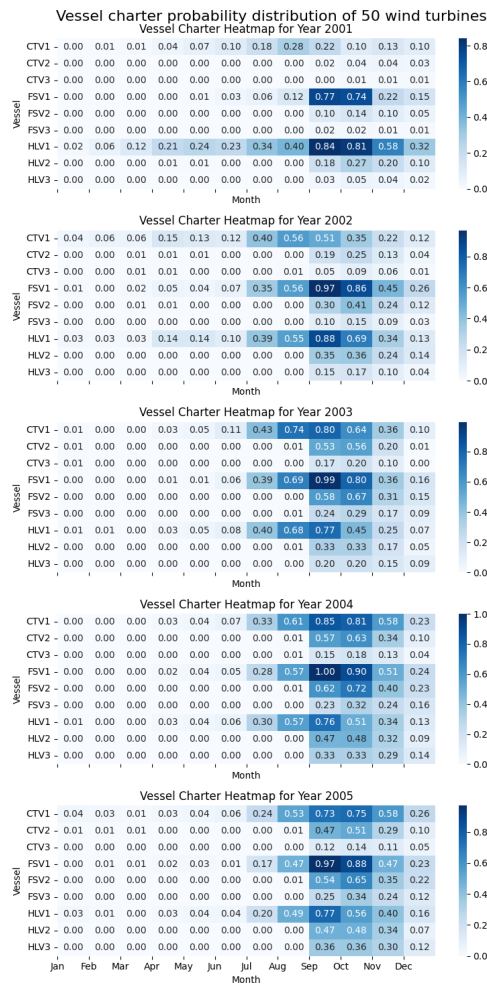 Vessel charter probability distribution of 50 wind turbines
Vessel Charter Heatmap for Year 2001
CTV1 0.00 0.01 0.01 0.04 0.07 0.10 0.18 0.28 0.22 0.10 0.13 0.10
CTV2 0.00 0.00 0.00 0.00 0.00 0.00 0.00 0.00 0.02 0.04 0.04 0.03
CTV3 0.00 0.00 0.00 0.00 0.00 0.00 0.00 0.00 0.00 0.01 0.01 0.01
FSV1 0.00 0.00 0.00 0.00 0.01 0.03 0.06 0.12 0.77 0.74 0.22 0.15
FSV2 0.00 0.00 0.00 0.00 0.00 0.00 0.00 0.00 0.10 0.14 0.10 0.05
FSV3 0.00 0.00 0.00 0.00 0.00 0.00 0.00 0.00 0.02 0.02 0.01 0.01
HLV1 0.02 0.06 0.12 0.21 0.24 0.23 0.34 0.40 0.84 0.81 0.58 0.32
HLV2 0.00 0.00 0.00 0.01 0.01 0.00 0.00 0.00 0.18 0.27 0.20 0.10
HLV3 0.00 0.00 0.00 0.00 0.00 0.00 0.00 0.00 0.03 0.05 0.04 0.02
Vessel
Month
0.8
0.6
0.4
0.2
0.0
Vessel Charter Heatmap for Year 2002
CTV1 0.04 0.06 0.06 0.15 0.13 0.12 0.40 0.56 0.51 0.35 0.22 0.12
CTV2 0.00 0.00 0.01 0.01 0.00 0.00 0.00 0.00 0.19 0.25 0.13 0.04
CTV3 0.00 0.00 0.01 0.01 0.00 0.00 0.00 0.00 0.05 0.09 0.06 0.01
FSV1 0.01 0.00 0.02 0.05 0.04 0.07 0.35 0.56 0.97 0.86 0.45 0.26
FSV2 0.00 0.00 0.01 0.01 0.00 0.00 0.00 0.00 0.30 0.41 0.24 0.12
FSV3 0.00 0.00 0.00 0.00 0.00 0.00 0.00 0.00 0.10 0.15 0.09 0.03
HLV1 0.03 0.03 0.03 0.14 0.14 0.10 0.39 0.55 0.88 0.69 0.34 0.13
HLV2 0.00 0.00 0.00 0.00 0.00 0.00 0.00 0.00 0.35 0.36 0.24 0.14
HLV3 0.00 0.00 0.00 0.00 0.00 0.00 0.00 0.00 0.15 0.17 0.10 0.04
Vessel
Month
0.8
0.6
0.4
0.2
0.0
Vessel Charter Heatmap for Year 2003
CTV1 0.01 0.00 0.00 0.03 0.05 0.11 0.43 0.74 0.80 0.64 0.36 0.10
CTV2 0.01 0.00 0.00 0.00 0.00 0.00 0.00 0.01 0.53 0.56 0.20 0.01
CTV3 0.00 0.00 0.00 0.00 0.00 0.00 0.00 0.00 0.17 0.20 0.10 0.00
FSV1 0.00 0.00 0.00 0.01 0.01 0.06 0.39 0.69 0.99 0.80 0.36 0.16
FSV2 0.00 0.00 0.00 0.00 0.00 0.00 0.00 0.01 0.58 0.67 0.31 0.15
FSV3 0.00 0.00 0.00 0.00 0.00 0.00 0.00 0.00 0.24 0.29 0.17 0.09
HLV1 0.01 0.01 0.00 0.03 0.05 0.08 0.40 0.68 0.77 0.45 0.25 0.07
HLV2 0.00 0.00 0.00 0.00 0.00 0.00 0.00 0.01 0.33 0.33 0.17 0.05
HLV3 0.00 0.00 0.00 0.00 0.00 0.00 0.00 0.00 0.20 0.20 0.15 0.09
Vessel
Month
0.8
0.6
0.4
0.2
0.0
Vessel Charter Heatmap for Year 2004
CTV1 0.00 0.00 0.00 0.03 0.04 0.07 0.33 0.61 0.85 0.81 0.58 0.23
CTV2 0.00 0.00 0.00 0.00 0.00 0.00 0.00 0.01 0.57 0.63 0.34 0.10
CTV3 0.00 0.00 0.00 0.00 0.00 0.00 0.00 0.00 0.15 0.18 0.13 0.04
FSV1 0.00 0.00 0.00 0.02 0.04 0.05 0.28 0.57 1.00 0.90 0.51 0.24
FSV2 0.00 0.00 0.00 0.00 0.00 0.00 0.00 0.01 0.62 0.72 0.40 0.23
FSV3 0.00 0.00 0.00 0.00 0.00 0.00 0.00 0.00 0.23 0.32 0.24 0.16
HLV1 0.01 0.00 0.00 0.03 0.04 0.06 0.30 0.57 0.76 0.51 0.34 0.13
HLV2 0.00 0.00 0.00 0.00 0.00 0.00 0.00 0.01 0.47 0.48 0.32 0.09
HLV3 0.00 0.00 0.00 0.00 0.00 0.00 0.00 0.00 0.33 0.33 0.29 0.14
Vessel
Month
1.0
0.8
0.6
0.4
0.2
0.0
Vessel Charter Heatmap for Year 2005
CTV1 0.04 0.03 0.01 0.03 0.04 0.06 0.24 0.53 0.73 0.75 0.58 0.26
CTV2 0.01 0.01 0.00 0.00 0.00 0.00 0.00 0.01 0.47 0.51 0.29 0.10
CTV3 0.00 0.00 0.00 0.00 0.00 0.00 0.00 0.00 0.12 0.14 0.11 0.05
FSV1 0.00 0.01 0.01 0.02 0.03 0.01 0.17 0.47 0.97 0.88 0.47 0.23
FSV2 0.00 0.00 0.00 0.00 0.00 0.00 0.00 0.01 0.54 0.65 0.35 0.22
FSV3 0.00 0.00 0.00 0.00 0.00 0.00 0.00 0.00 0.25 0.34 0.24 0.12
HLV1 0.03 0.01 0.00 0.03 0.04 0.04 0.20 0.49 0.77 0.56 0.40 0.16
HLV2 0.00 0.00 0.00 0.00 0.00 0.00 0.00 0.01 0.47 0.48 0.34 0.07
HLV3 0.00 0.00 0.00 0.00 0.00 0.00 0.00 0.00 0.36 0.36 0.30 0.12
Vessel
Jan Feb Mar Apr May Jun Jul Aug Sep Oct Nov Dec
Month
0.8
0.6
0.4
0.2
0.0